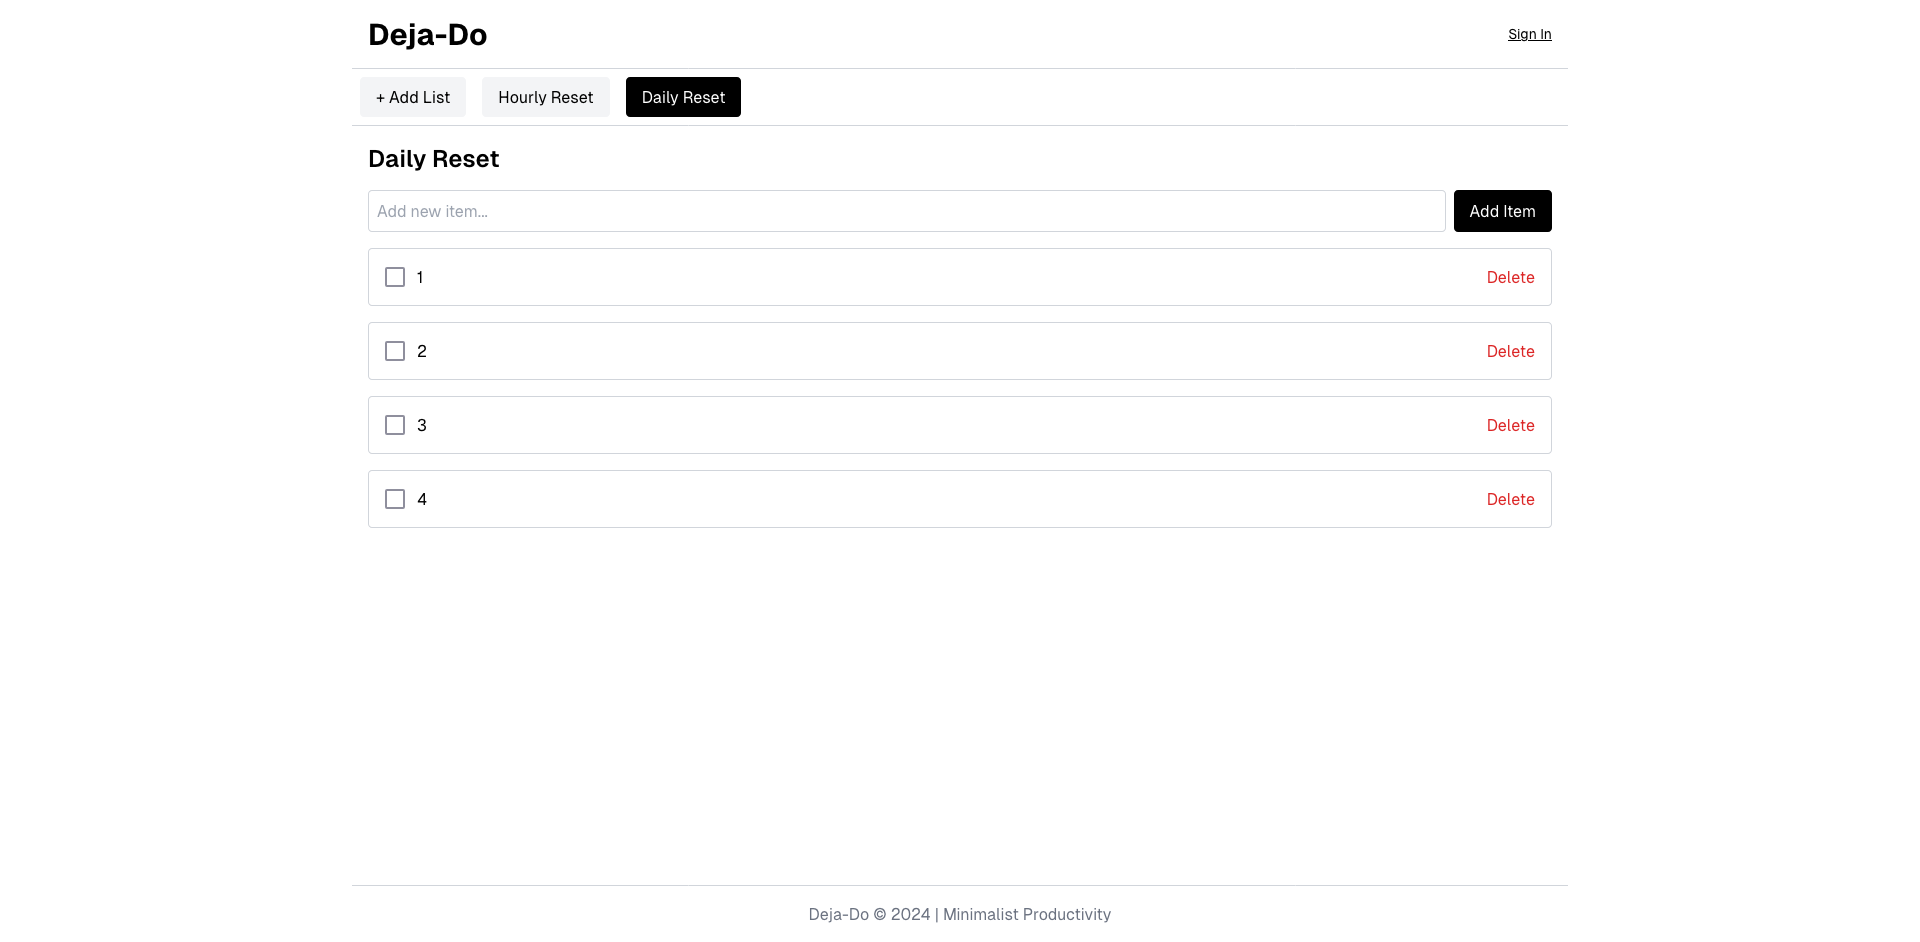 Deja-Do
Sign In
+ Add List
Hourly Reset
Daily Reset
Daily Reset
Add new item...
Add Item
1
Delete
2
Delete
3
Delete
4
Delete
Deja-Do © 2024 | Minimalist Productivity